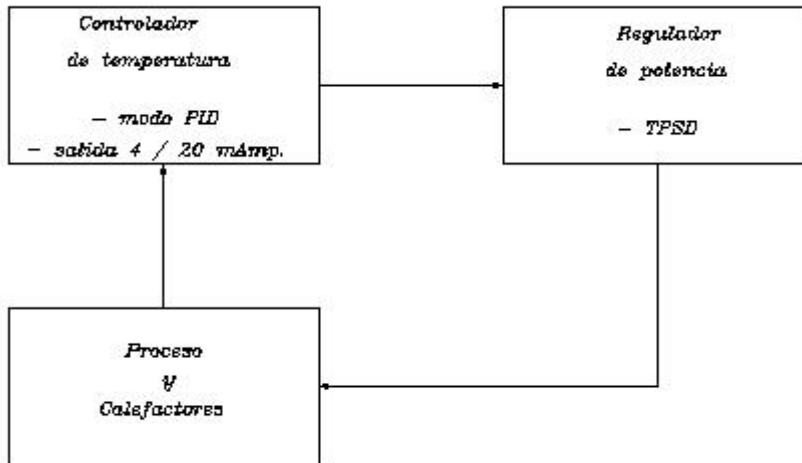 Controlador
de temperatura
- modo PID
- salida 4 / 20 mAmp.
Regulador
de potencia
- TPSD
Proceso
y
Calefactores